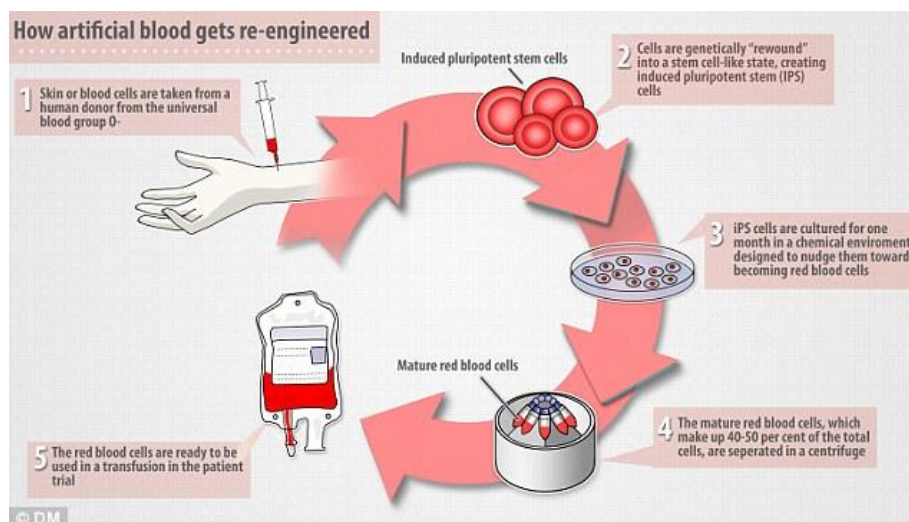 How artificial blood gets re-engineered
1 Skin or blood cells are taken from a
human donor from the universal
blood group O-
Induced pluripotent stem cells
2 Cells are genetically "rewound"
into a stem cell-like state, creating
induced pluripotent stem (IPS)
cells
3 iPS cells are cultured for one
month in a chemical enviroment
designed to nudge them toward
becoming red blood cells
Mature red blood cells
4 The mature red blood cells, which
make up 40-50 per cent of the total
cells, are seperated in a centrifuge
5 The red blood cells are ready to be
used in a transfusion in the patient
trial
© DM